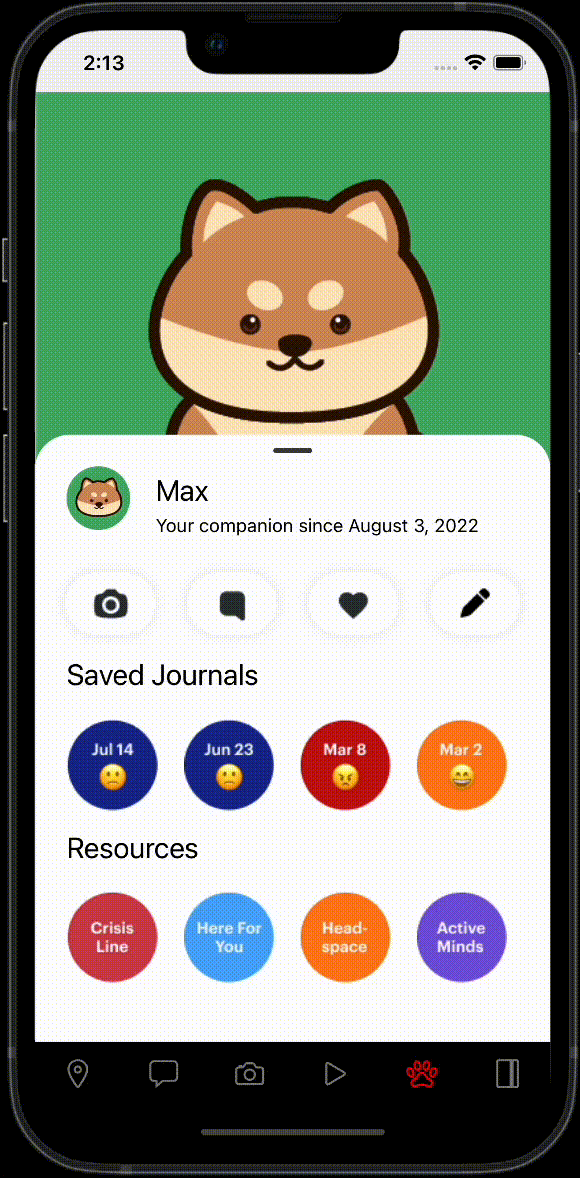 2:13
Max
Your companion since August 3, 2022
Saved Journals
Jul 14
Jun 23
Mar 8
Mar 2
Resources
Crisis
Line
Here For
You
Head-
space
Active
Minds